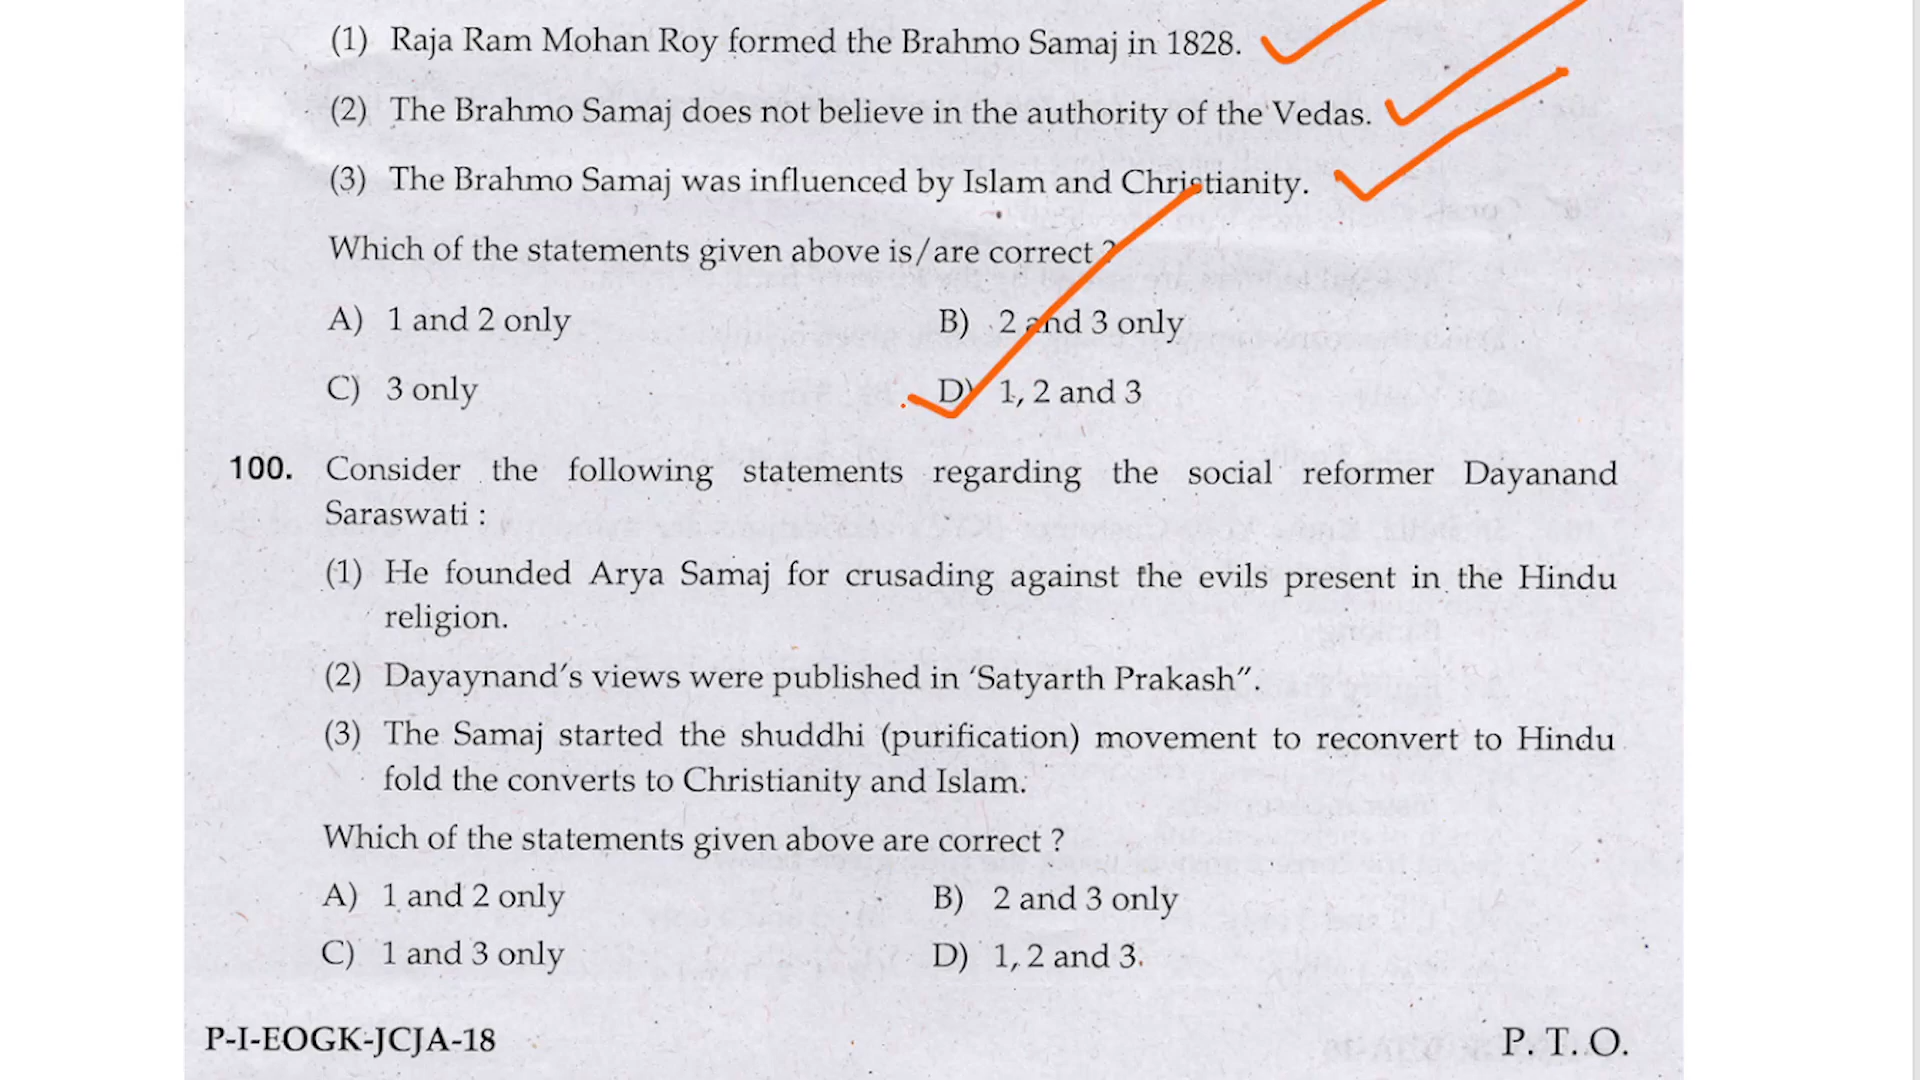 (1) Raja Ram Mohan Roy formed the Brahmo Samaj in 1828.
(2) The Brahmo Samaj does not believe in the authority of the Vedas.
(3) The Brahmo Samaj was influenced by Islam and Christianity.
Which of the statements given above is/are correct ?
A) 1 and 2 only B) 2 and 3 only
C) 3 only D) 1, 2 and 3
100. Consider the following statements regarding the social reformer Dayanand
Saraswati :
(1) He founded Arya Samaj for crusading against the evils present in the Hindu
religion.
(2) Dayaynand's views were published in 'Satyarth Prakash".
(3) The Samaj started the shuddhi (purification) movement to reconvert to Hindu
fold the converts to Christianity and Islam.
Which of the statements given above are correct ?
A) 1 and 2 only B) 2 and 3 only
C) 1 and 3 only D) 1, 2 and 3.
P-I-EOGK-JCJA-18 P. T. O.